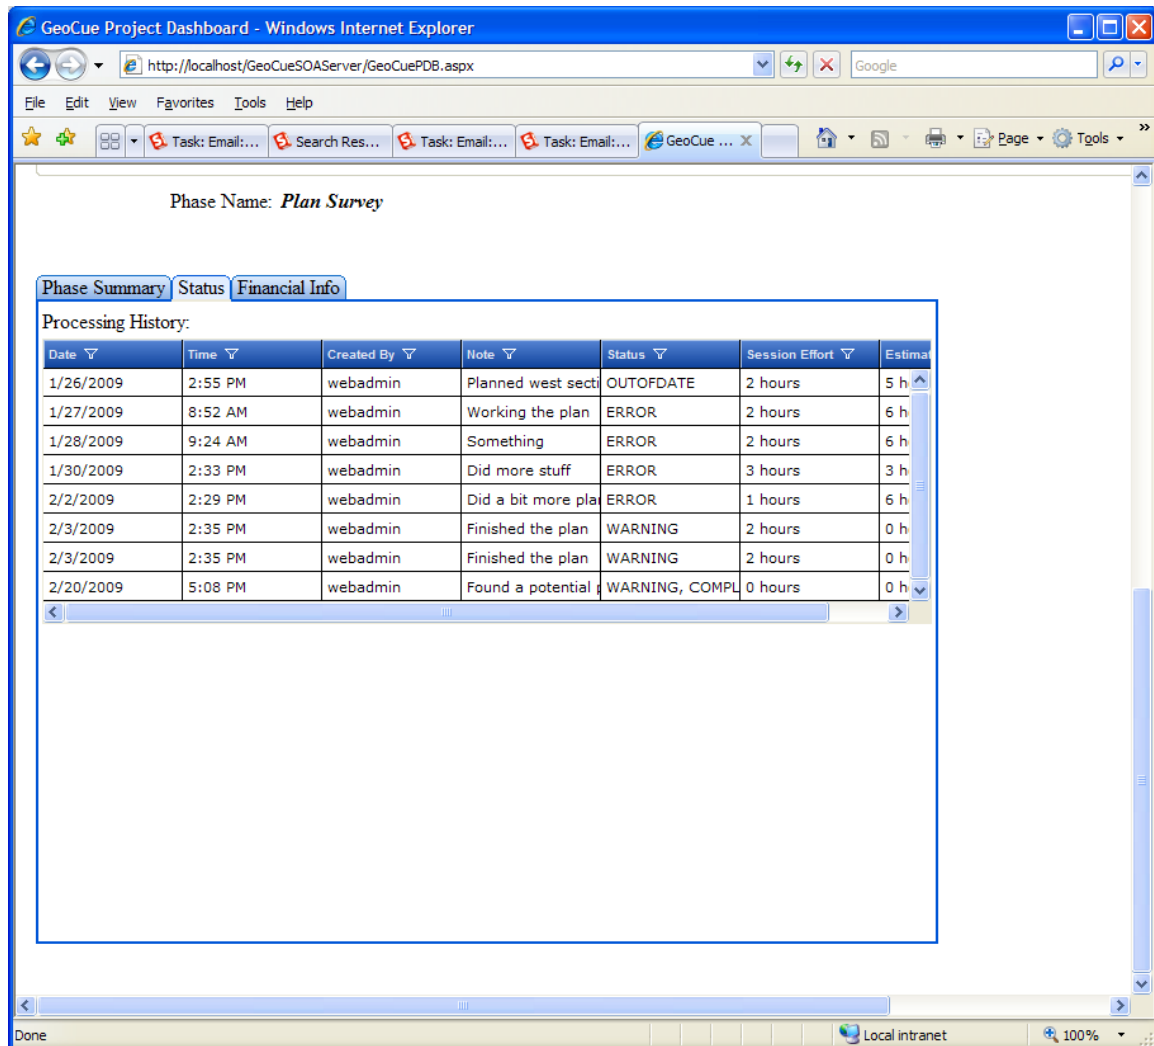 GeoCue Project Dashboard - Windows Internet Explorer
http://localhost/GeoCueSOAServer/GeoCuePDB.aspx Google
File Edit View Favorites Tools Help
Task: Email:... Search Res... Task: Email:... Task: Email:... GeoCue ... X Page Tools »
Phase Name: Plan Survey
Phase Summary Status Financial Info
Processing History:
Date Time Created By Note Status Session Effort Estimat
1/26/2009 2:55 PM webadmin Planned west secti OUTOFDATE 2 hours 5 h
1/27/2009 8:52 AM webadmin Working the plan ERROR 2 hours 6 h
1/28/2009 9:24 AM webadmin Something ERROR 2 hours 6 h
1/30/2009 2:33 PM webadmin Did more stuff ERROR 3 hours 3 h
2/2/2009 2:29 PM webadmin Did a bit more pla ERROR 1 hours 6 h
2/3/2009 2:35 PM webadmin Finished the plan WARNING 2 hours 0 h
2/3/2009 2:35 PM webadmin Finished the plan WARNING 2 hours 0 h
2/20/2009 5:08 PM webadmin Found a potential WARNING, COMPL 0 hours 0 h
Done Local intranet 100%